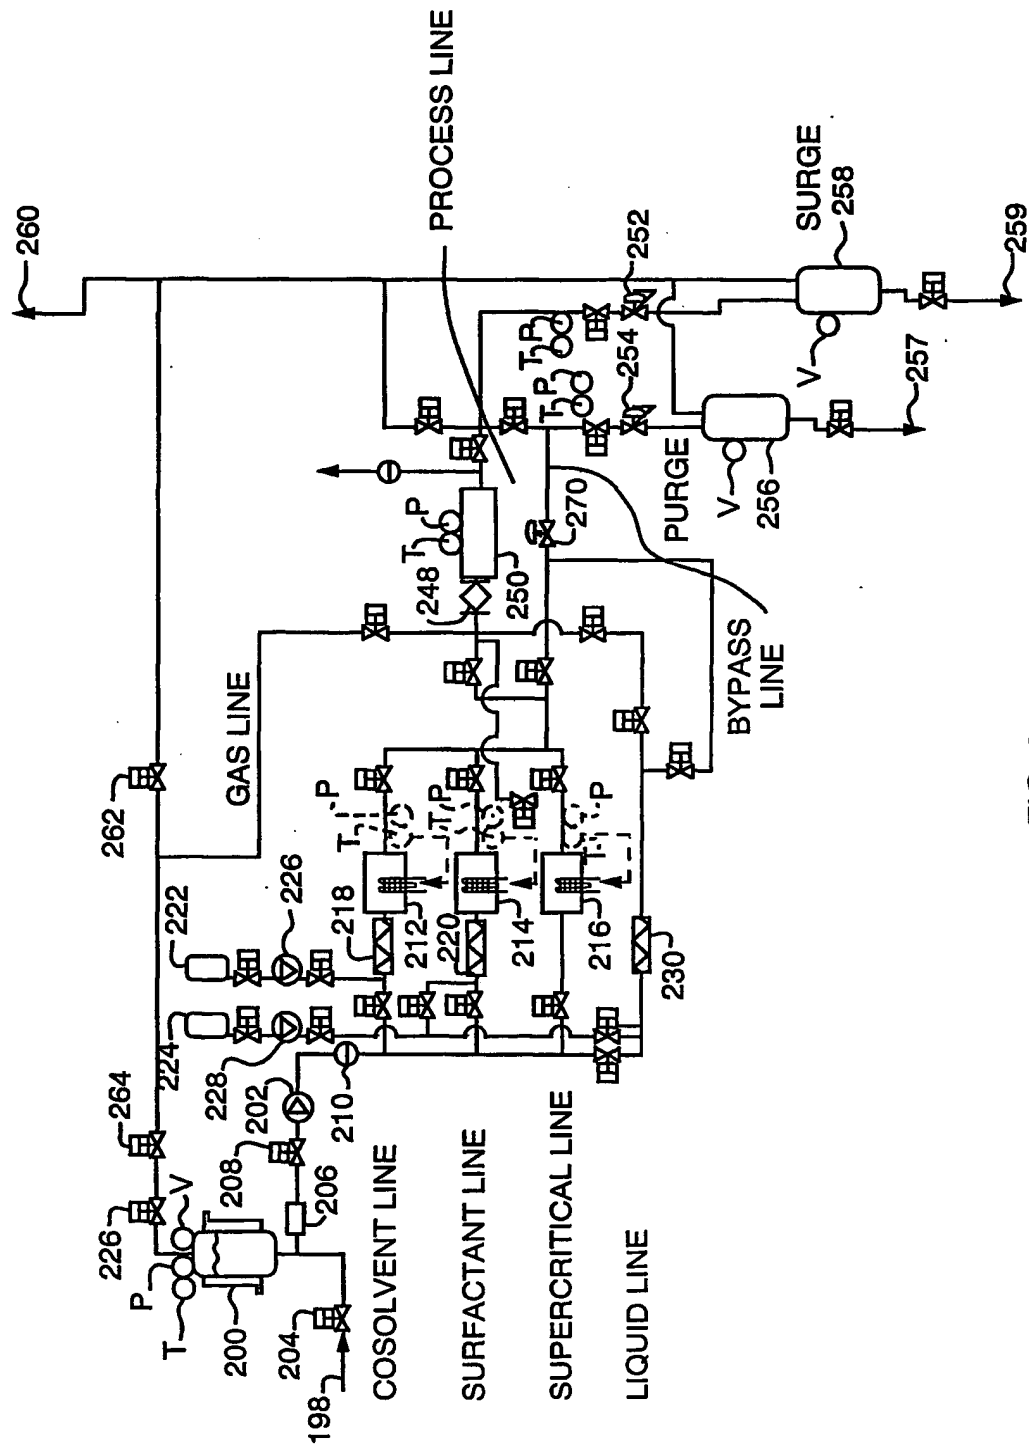 260
PROCESS LINE
SURGE
258
252
259
T P
T P
254
V
257
PURGE
V
256
270
T P
248
250
BYPASS
LINE
GAS LINE
262
222
226
218
T P
212
220
T P
214
216
T P
230
224
228
202
210
264
226
V
P
T
208
206
200
204
198
COSOLVENT LINE
SURFACTANT LINE
SUPERCRITICAL LINE
LIQUID LINE